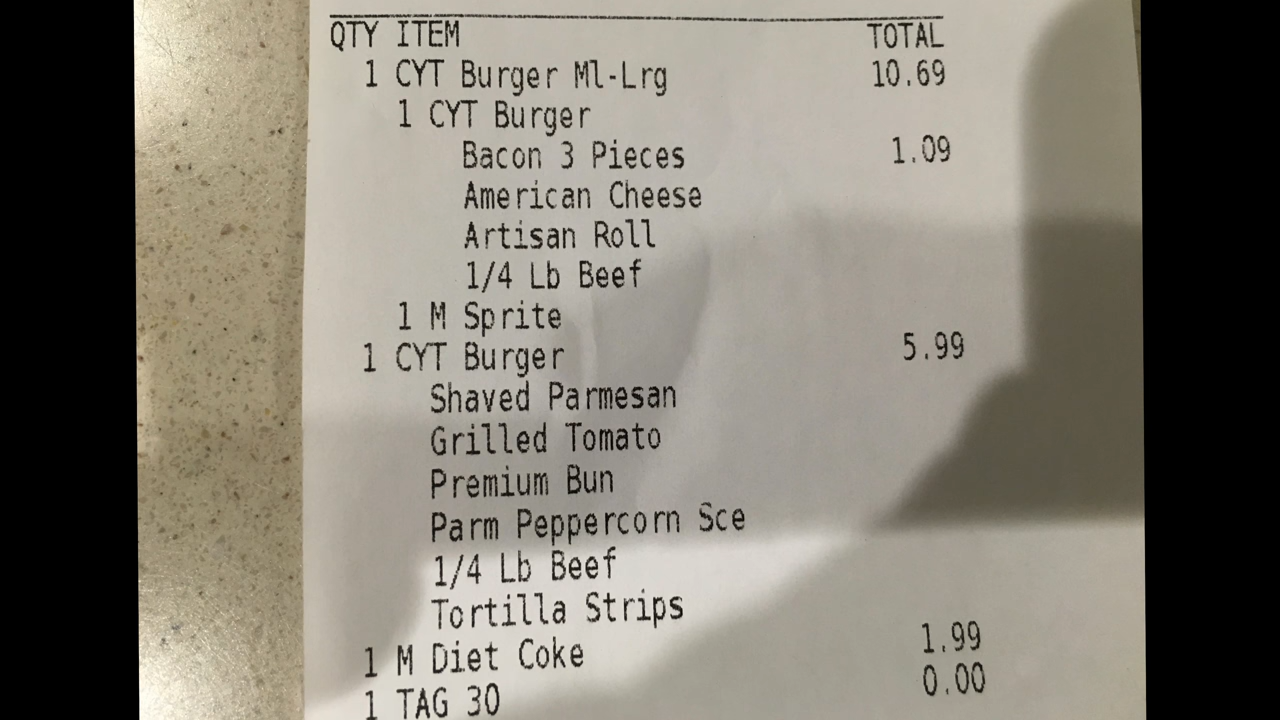 QTY ITEM TOTAL
1 CYT Burger Ml-Lrg 10.69
1 CYT Burger
Bacon 3 Pieces 1.09
American Cheese
Artisan Roll
1/4 Lb Beef
1 M Sprite
1 CYT Burger 5.99
Shaved Parmesan
Grilled Tomato
Premium Bun
Parm Peppercorn Sce
1/4 Lb Beef
Tortilla Strips
1 M Diet Coke 1.99
1 TAG 30 0.00